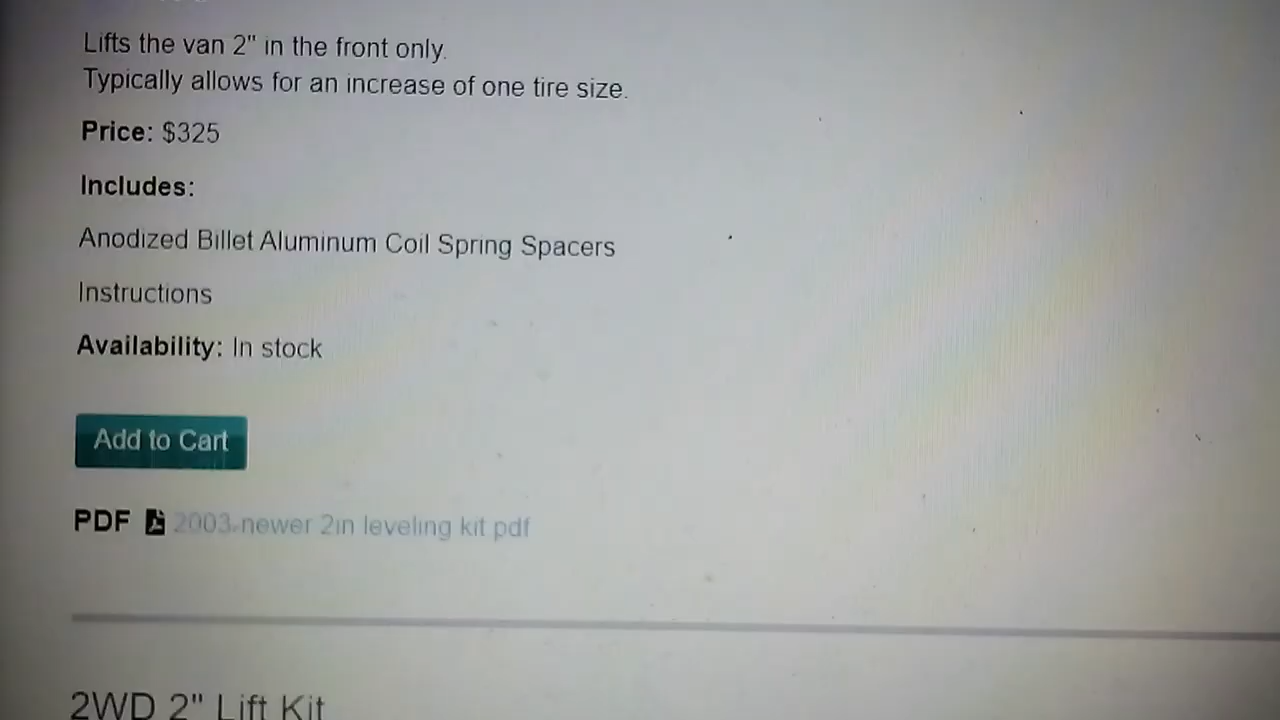 Lifts the van 2" in the front only.
Typically allows for an increase of one tire size.
Price: $325
Includes:
Anodized Billet Aluminum Coil Spring Spacers
Instructions
Availability: In stock
Add to Cart
PDF 2003-newer 2in leveling kit pdf
2WD 2" Lift Kit